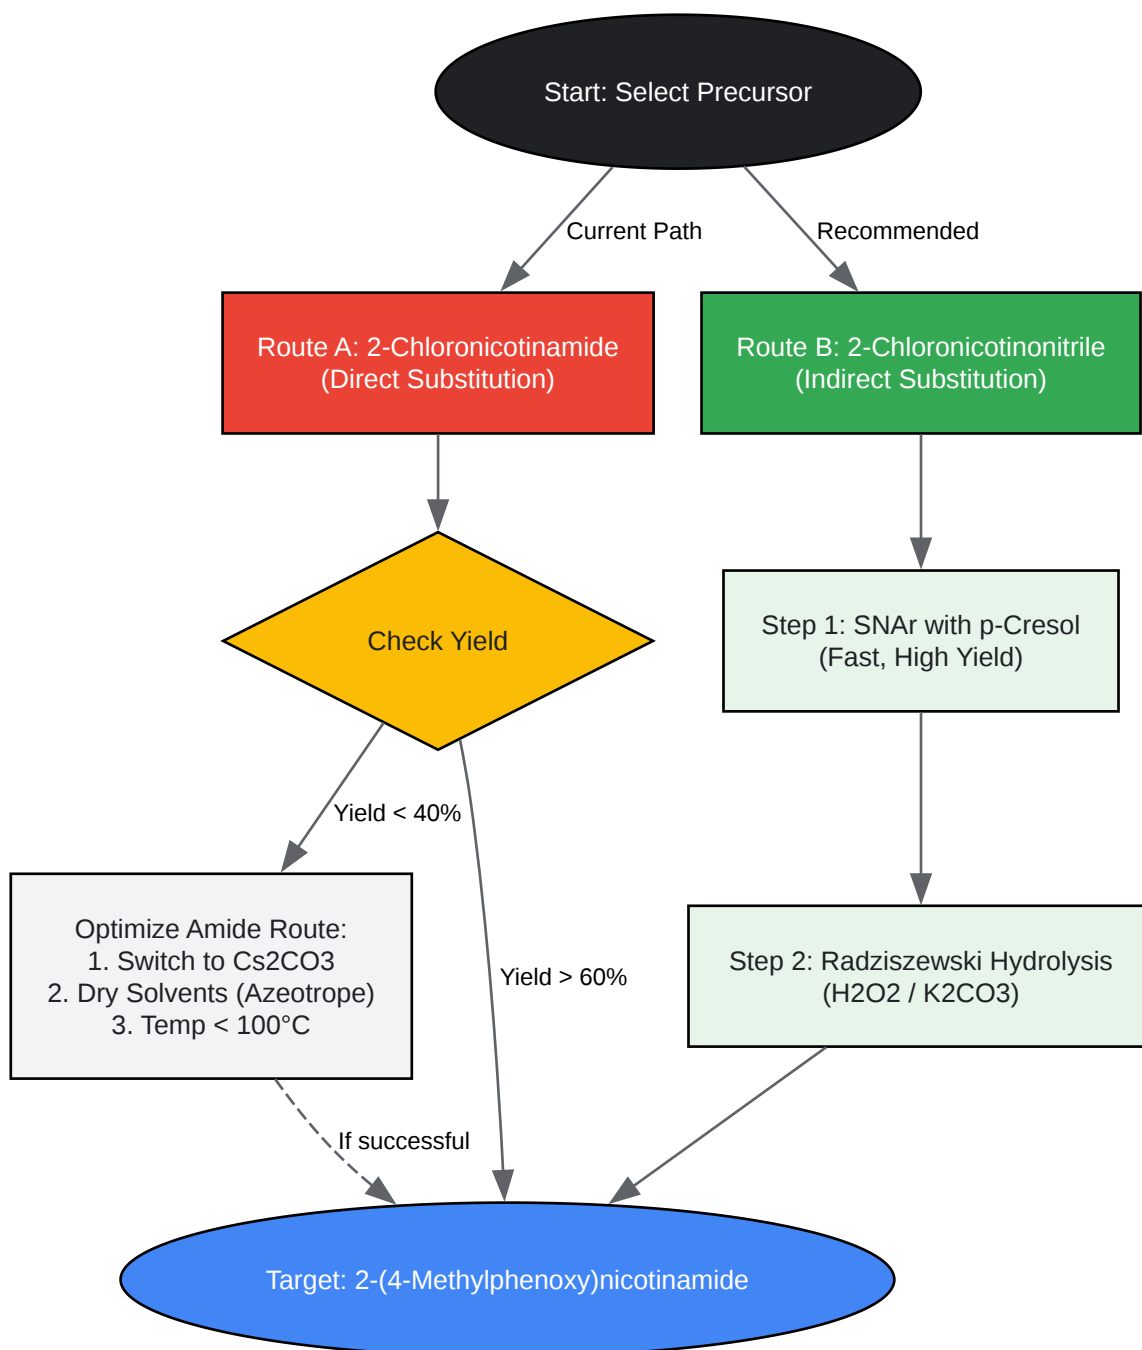 Start: Select Precursor
Current Path
Recommended
Route A: 2-Chloronicotinamide
(Direct Substitution)
Route B: 2-Chloronicotinonitrile
(Indirect Substitution)
Check Yield
Step 1: SNAr with p-Cresol
(Fast, High Yield)
Yield < 40%
Optimize Amide Route:
1. Switch to Cs2CO3
2. Dry Solvents (Azeotrope)
3. Temp < 100°C
Yield > 60%
Step 2: Radziszewski Hydrolysis
(H2O2 / K2CO3)
If successful
Target: 2-(4-Methylphenoxy)nicotinamide